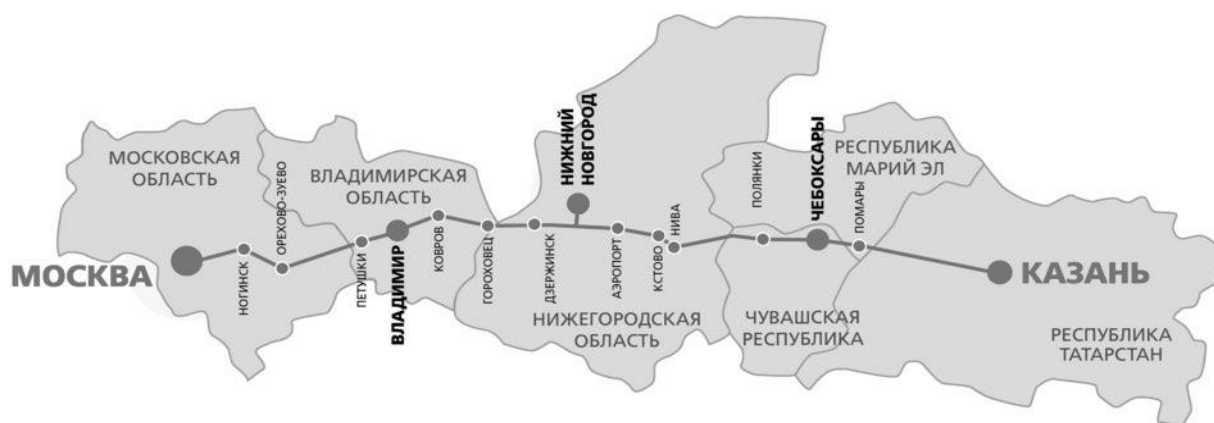 МОСКОВСКАЯ
ОБЛАСТЬ
ОРЕХОВО-ЗУЕВО
ВЛАДИМИРСКАЯ
ОБЛАСТЬ
НИЖНИЙ
НОВГОРОД
ПОЛЯНКИ
ЧЕБОКСАРЫ
РЕСПУБЛИКА
МАРИЙ ЭЛ
ПОМАРЫ
НИВА
МОСКВА
НОГИНСК
ПЕТУШКИ
ВЛАДИМИР
КОВРОВ
ГОРОХОВЕЦ
ДЗЕРЖИНСК
АЭРОПОРТ
КСТОВО
КАЗАНЬ
НИЖЕГОРОДСКАЯ
ОБЛАСТЬ
ЧУВАШСКАЯ
РЕСПУБЛИКА
РЕСПУБЛИКА
ТАТАРСТАН